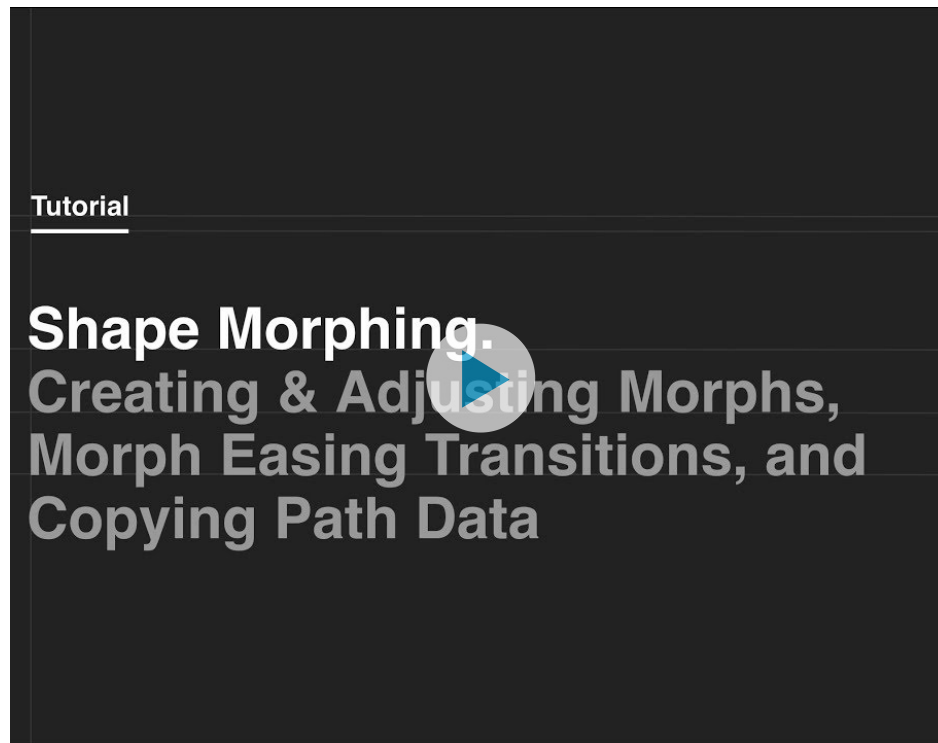 Tutorial
Shape Morphing.
Creating & Adjusting Morphs,
Morph Easing Transitions, and
Copying Path Data